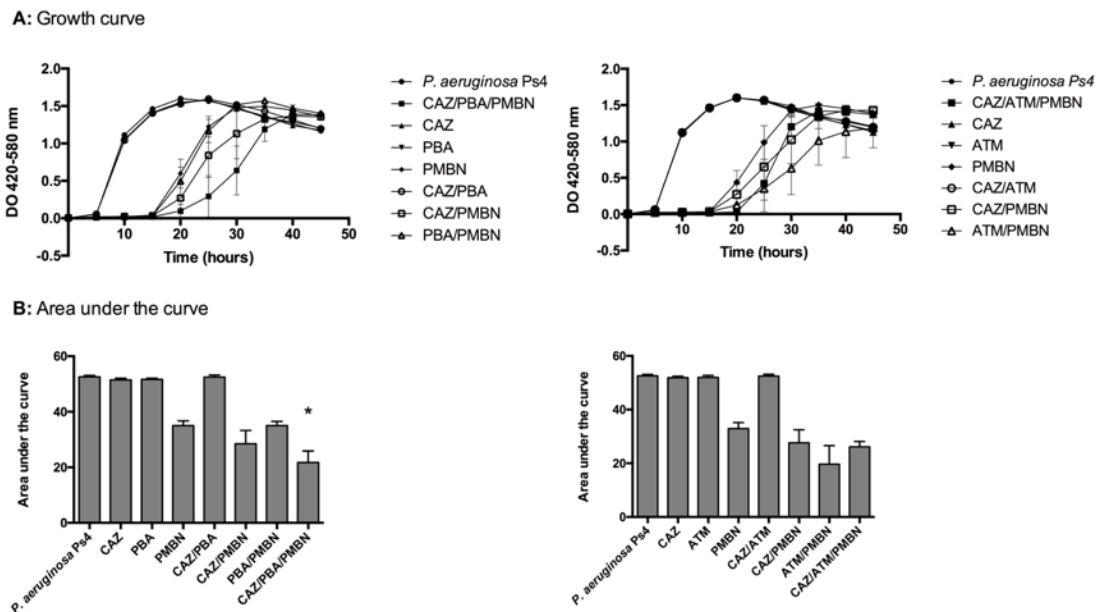 A: Growth curve
DO 420-580 nm
2.0
1.5
1.0
0.5
0.0
-0.5
10
20
30
40
50
Time (hours)
P. aeruginosa Ps4
CAZ/PBA/PMBN
CAZ
PBA
PMBN
CAZ/PBA
CAZ/PMBN
PBA/PMBN
DO 420-580 nm
2.0
1.5
1.0
0.5
0.0
-0.5
10
20
30
40
50
Time (hours)
P. aeruginosa Ps4
CAZ/ATM/PMBN
CAZ
ATM
PMBN
CAZ/ATM
CAZ/PMBN
ATM/PMBN
B: Area under the curve
Area under the curve
60
40
20
0
*
P. aeruginosa Ps4
CAZ
PBA
PMBN
CAZ/PBA
CAZ/PMBN
PBA/PMBN
CAZ/PBA/PMBN
Area under the curve
60
40
20
0
P. aeruginosa Ps4
CAZ
ATM
PMBN
CAZ/ATM
CAZ/PMBN
ATM/PMBN
CAZ/ATM/PMBN